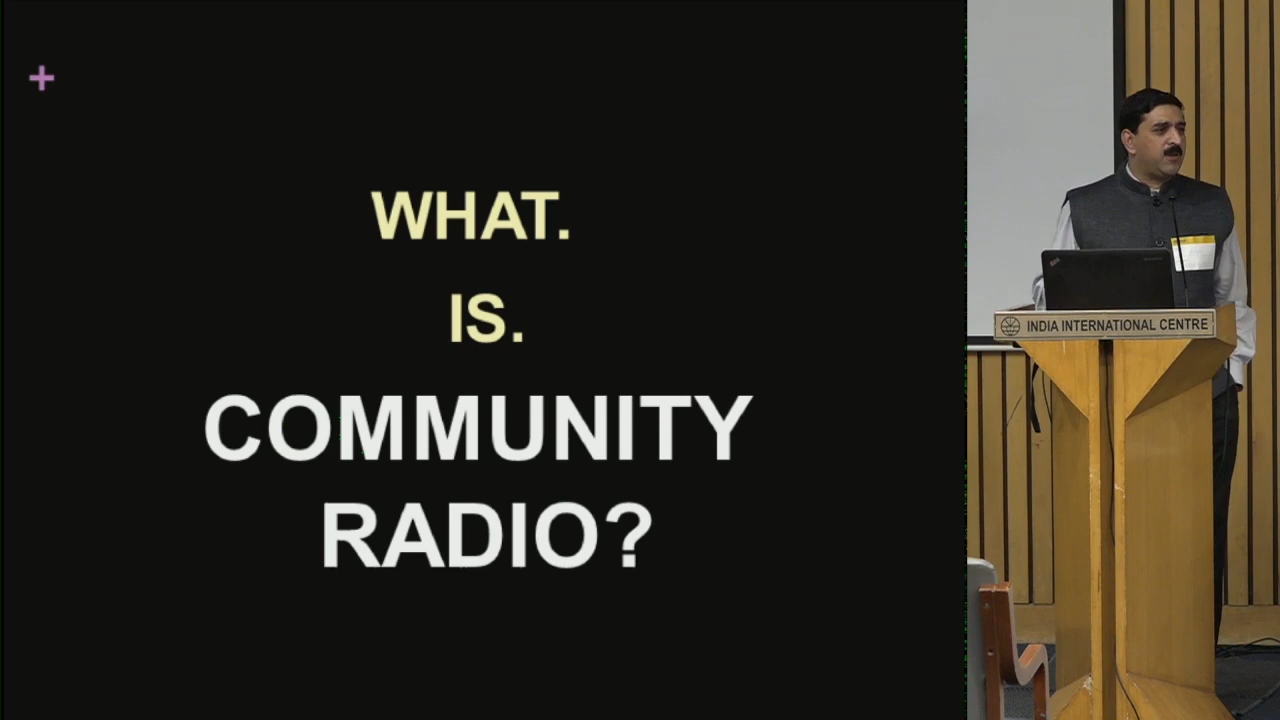 +
WHAT.
IS.
COMMUNITY
RADIO?
INDIA INTERNATIONAL CENTRE